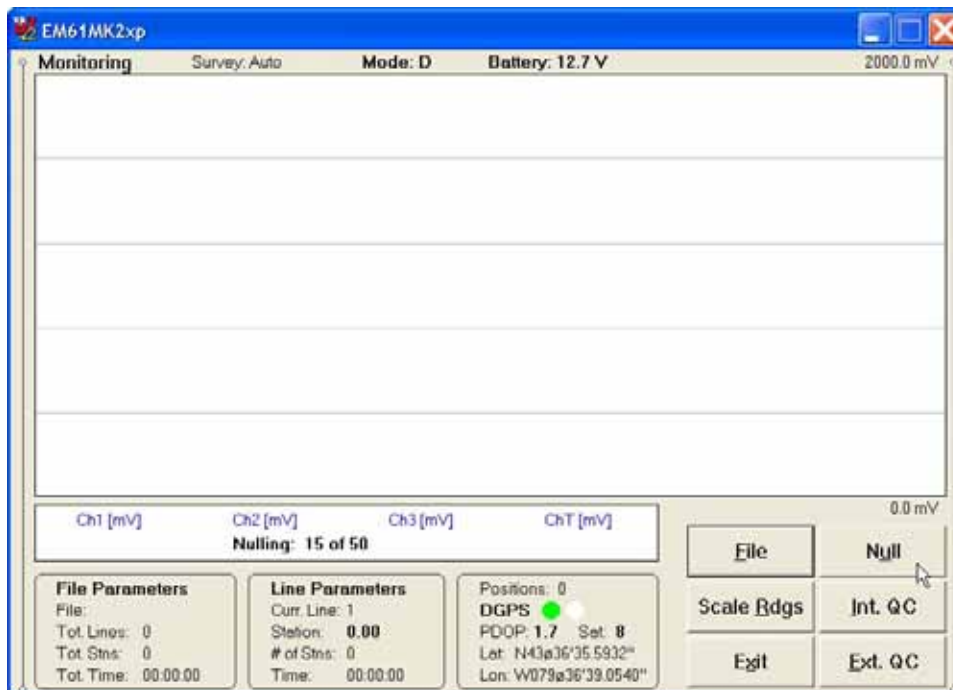 EM61MK2xp
Monitoring Survey: Auto Mode: D Battery: 12.7 V 2000.0 mV
0.0 mV
Ch1 [mV] Ch2 [mV] Ch3 [mV] ChT [mV]
Nulling: 15 of 50
File Null
Scale Rdgs Int. QC
Exit Ext. QC
File Parameters
File:
Tot. Lines: 0
Tot. Stns: 0
Tot. Time: 00:00:00
Line Parameters
Curr. Line: 1
Station: 0.00
# of Stns: 0
Time: 00:00:00
Positions: 0
DGPS
PDOP: 1.7 Sat: 8
Lat: N43ø36'35.5932"
Lon: W079ø36'39.0540"